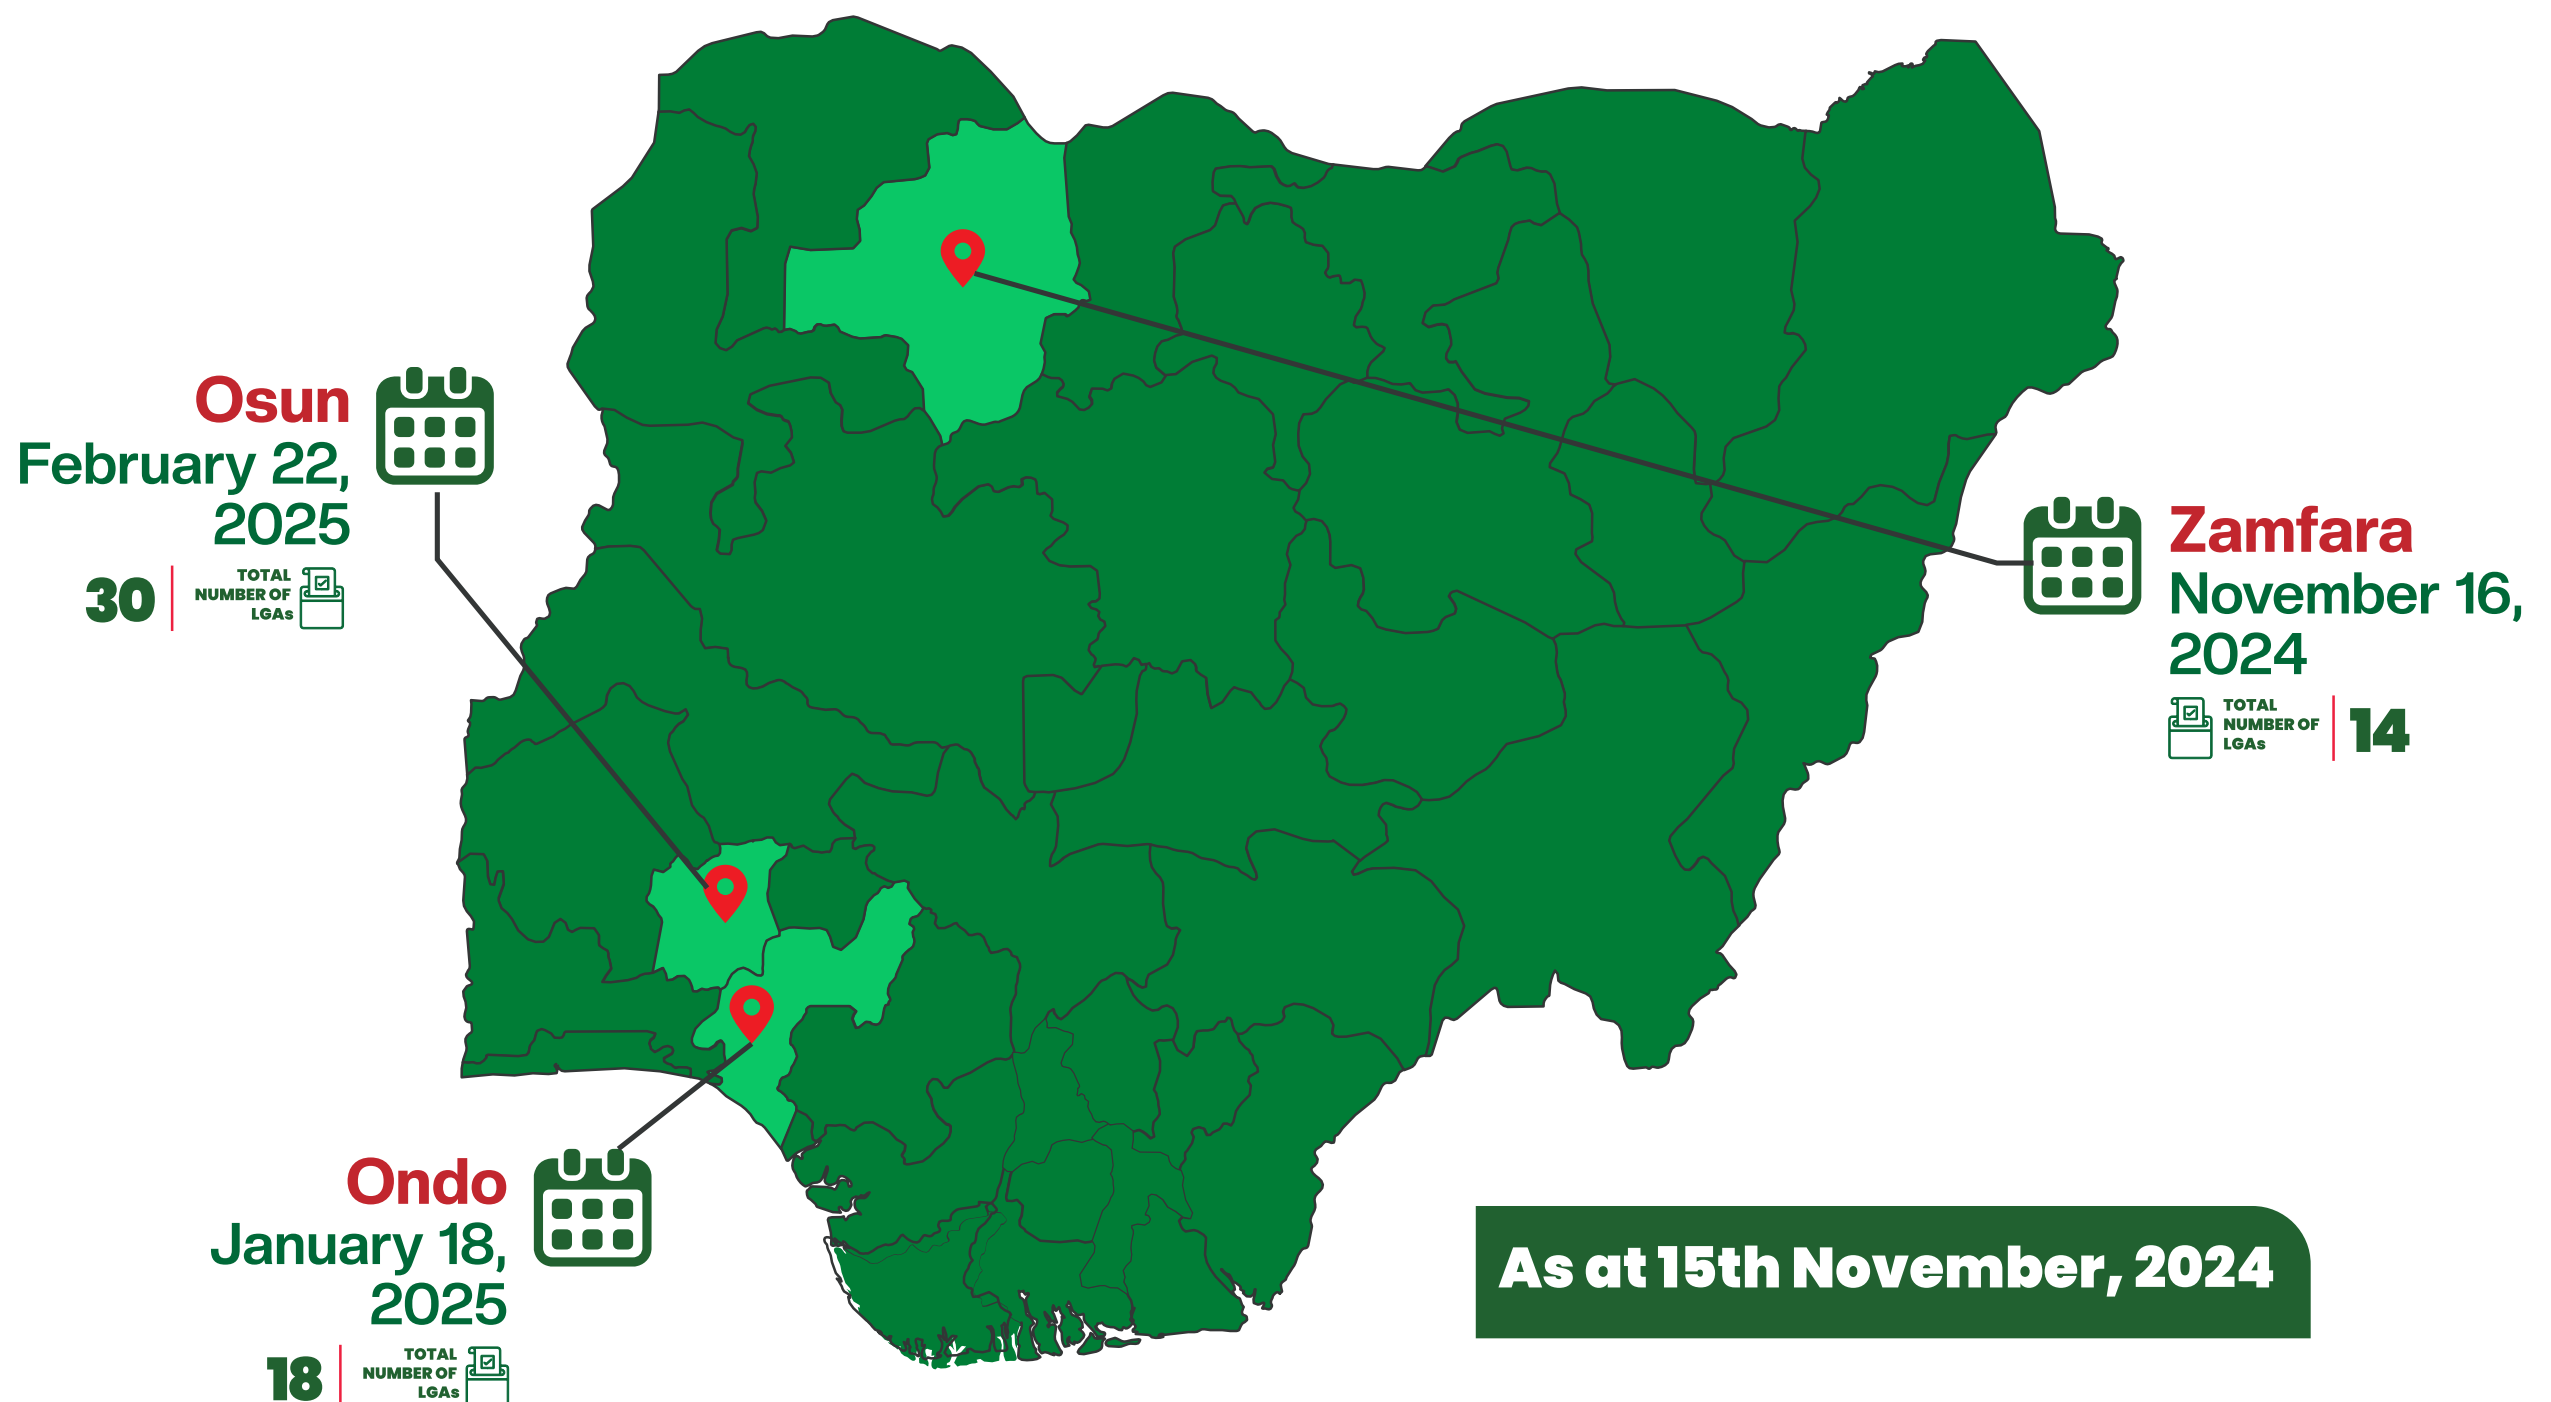 Osun
February 22,
2025
30
TOTAL
NUMBER OF
LGAs
Zamfara
November 16,
2024
TOTAL
NUMBER OF
LGAs
14
Ondo
January 18,
2025
18
TOTAL
NUMBER OF
LGAs
As at 15th November, 2024